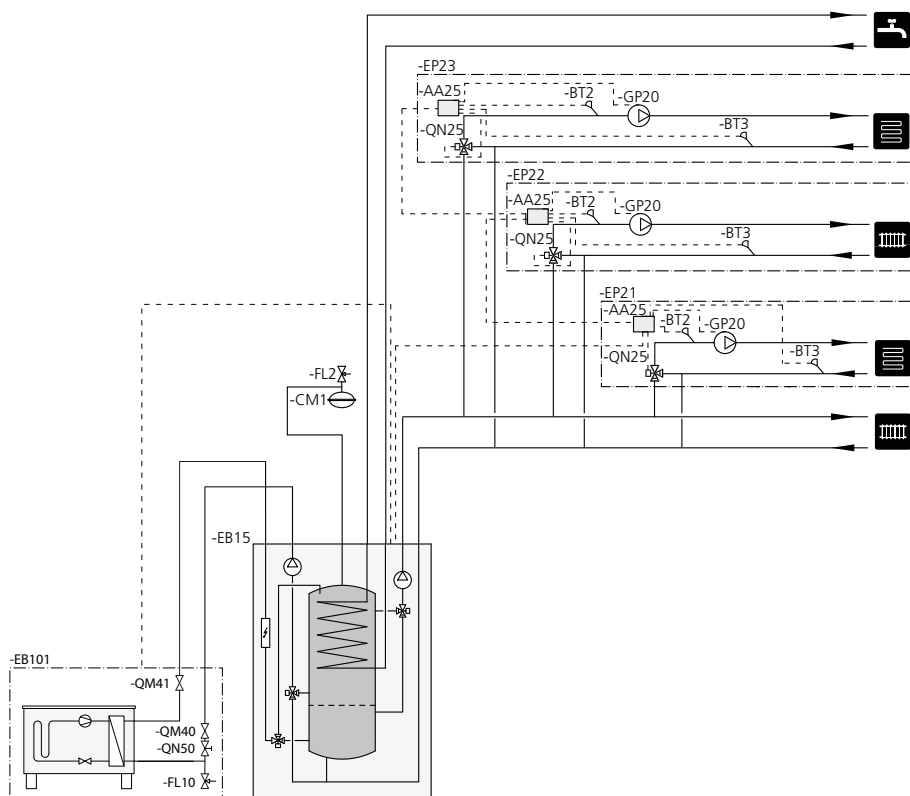 -EP23
-AA25
-BT2
-GP20
-QN25
-BT3
-EP22
-AA25
-BT2
-GP20
-QN25
-BT3
-EP21
-AA25
-BT2
-GP20
-QN25
-BT3
-FL2
-CM1
-EB15
-EB101
-QM41
-QM40
-QN50
-FL10